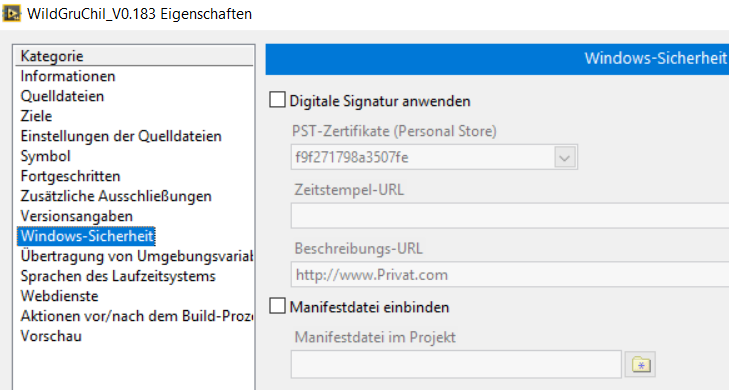 WildGruChil_V0.183 Eigenschaften
Kategorie
Informationen
Quelldateien
Ziele
Einstellungen der Quelldateien
Symbol
Fortgeschritten
Zusätzliche Ausschließungen
Versionsangaben
Windows-Sicherheit
Übertragung von Umgebungsvariab
Sprachen des Laufzeitsystems
Webdienste
Aktionen vor/nach dem Build-Proze
Vorschau
Windows-Sicherheit
Digitale Signatur anwenden
PST-Zertifikate (Personal Store)
f9f271798a3507fe
Zeitstempel-URL
Beschreibungs-URL
http://www.Privat.com
Manifestdatei einbinden
Manifestdatei im Projekt